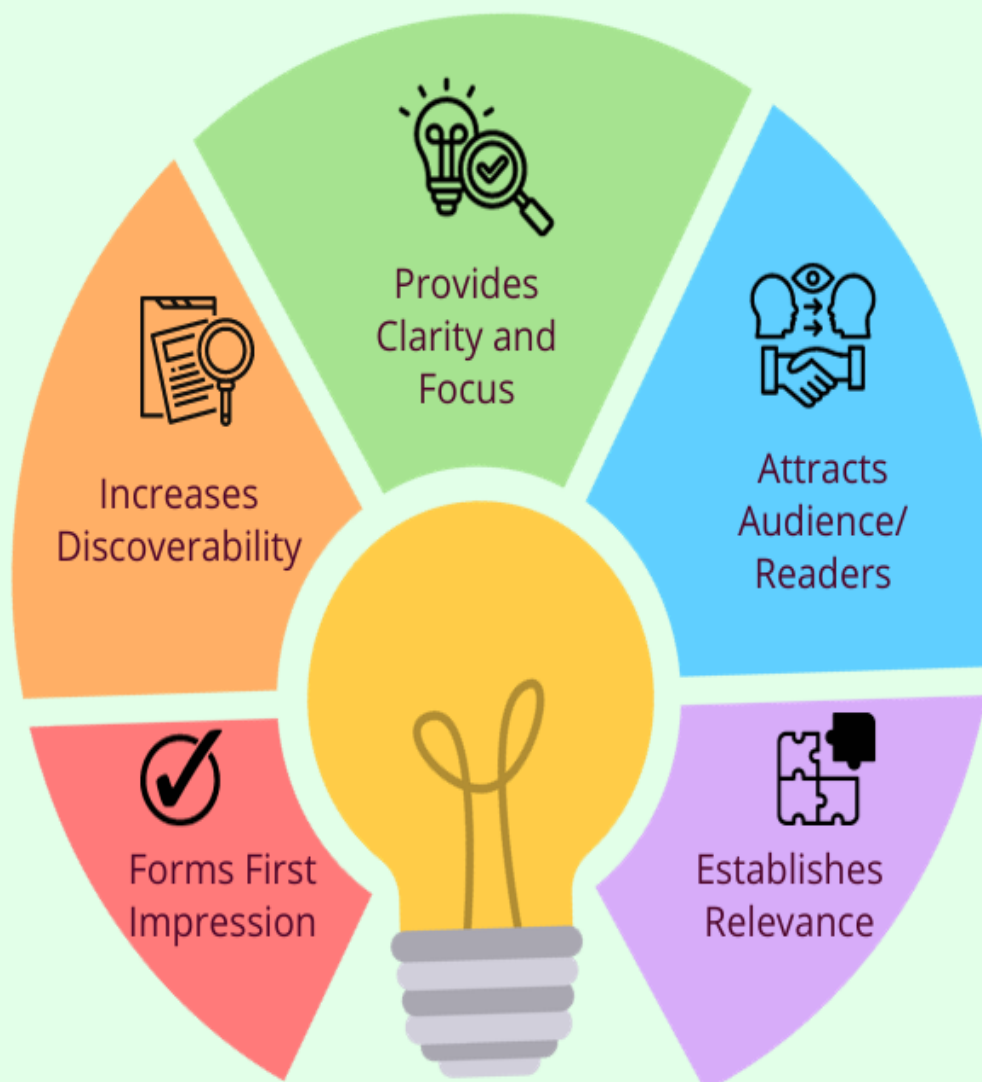 Provides
Clarity and
Focus
Increases
Discoverability
Attracts
Audience/
Readers
Forms First
Impression
Establishes
Relevance